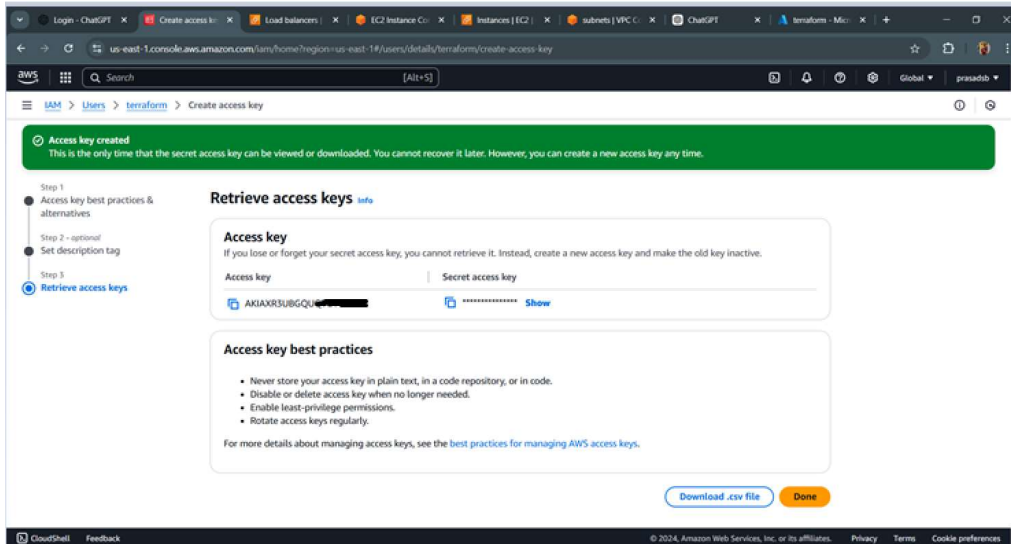 Login - ChatGPT
Create access ke
Load balancers |
EC2 Instance Co
Instances | EC2 |
subnets | VPC C
ChatGPT
terraform - Micr
us-east-1.console.aws.amazon.com/iam/home?region=us-east-1#/users/details/terraform/create-access-key
aws
Search
[Alt+S]
Global
prasadsb
IAM > Users > terraform > Create access key
Access key created
This is the only time that the secret access key can be viewed or downloaded. You cannot recover it later. However, you can create a new access key any time.
Step 1
Access key best practices &
alternatives
Step 2 - optional
Set description tag
Step 3
Retrieve access keys
Retrieve access keys Info
Access key
If you lose or forget your secret access key, you cannot retrieve it. Instead, create a new access key and make the old key inactive.
Access key
Secret access key
AKIAXR3UBGQU
*************** Show
Access key best practices
• Never store your access key in plain text, in a code repository, or in code.
• Disable or delete access key when no longer needed.
• Enable least-privilege permissions.
• Rotate access keys regularly.
For more details about managing access keys, see the best practices for managing AWS access keys.
Download .csv file
Done
CloudShell
Feedback
© 2024, Amazon Web Services, Inc. or its affiliates.
Privacy
Terms
Cookie preferences